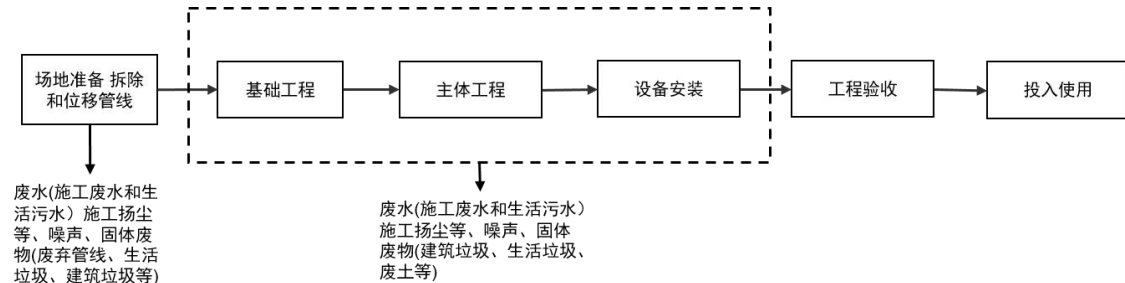 场地准备 拆除
和位移管线
基础工程
主体工程
设备安装
工程验收
投入使用
废水(施工废水和生
活污水）施工扬尘
等、噪声、固体废
物(废弃管线、生活
垃圾、建筑垃圾等)
废水(施工废水和生活污水）
施工扬尘等、噪声、固体
废物(建筑垃圾、生活垃圾、
废土等)